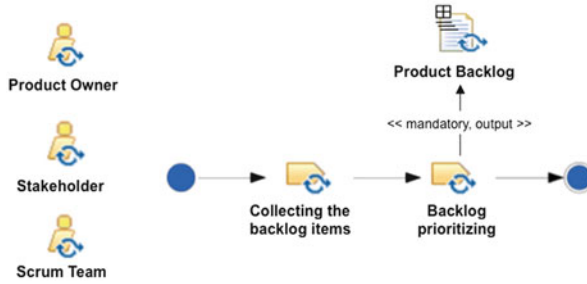 Product Owner
Product Backlog
<< mandatory, output >>
Stakeholder
Collecting the
backlog items
Backlog
prioritizing
Scrum Team